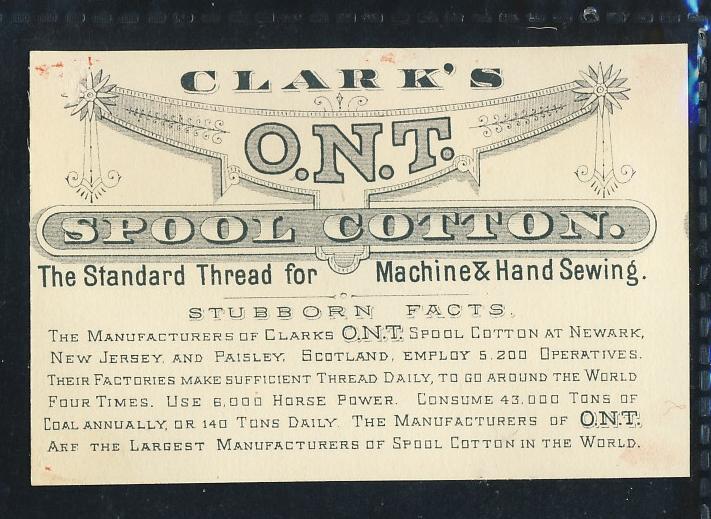 CLARK'S
O.N.T.
SPOOL COTTON.
The Standard Thread for Machine & Hand Sewing.
STUBBORN FACTS.
THE MANUFACTURERS OF CLARKS O.N.T. SPOOL COTTON AT NEWARK,
NEW JERSEY, AND PAISLEY, SCOTLAND, EMPLOY 5.200 OPERATIVES.
THEIR FACTORIES MAKE SUFFICIENT THREAD DAILY, TO GO AROUND THE WORLD
FOUR TIMES. USE 6,000 HORSE POWER. CONSUME 43.000 TONS OF
COAL ANNUALLY, OR 140 TONS DAILY. THE MANUFACTURERS OF O.N.T.
ARE THE LARGEST MANUFACTURERS OF SPOOL COTTON IN THE WORLD.